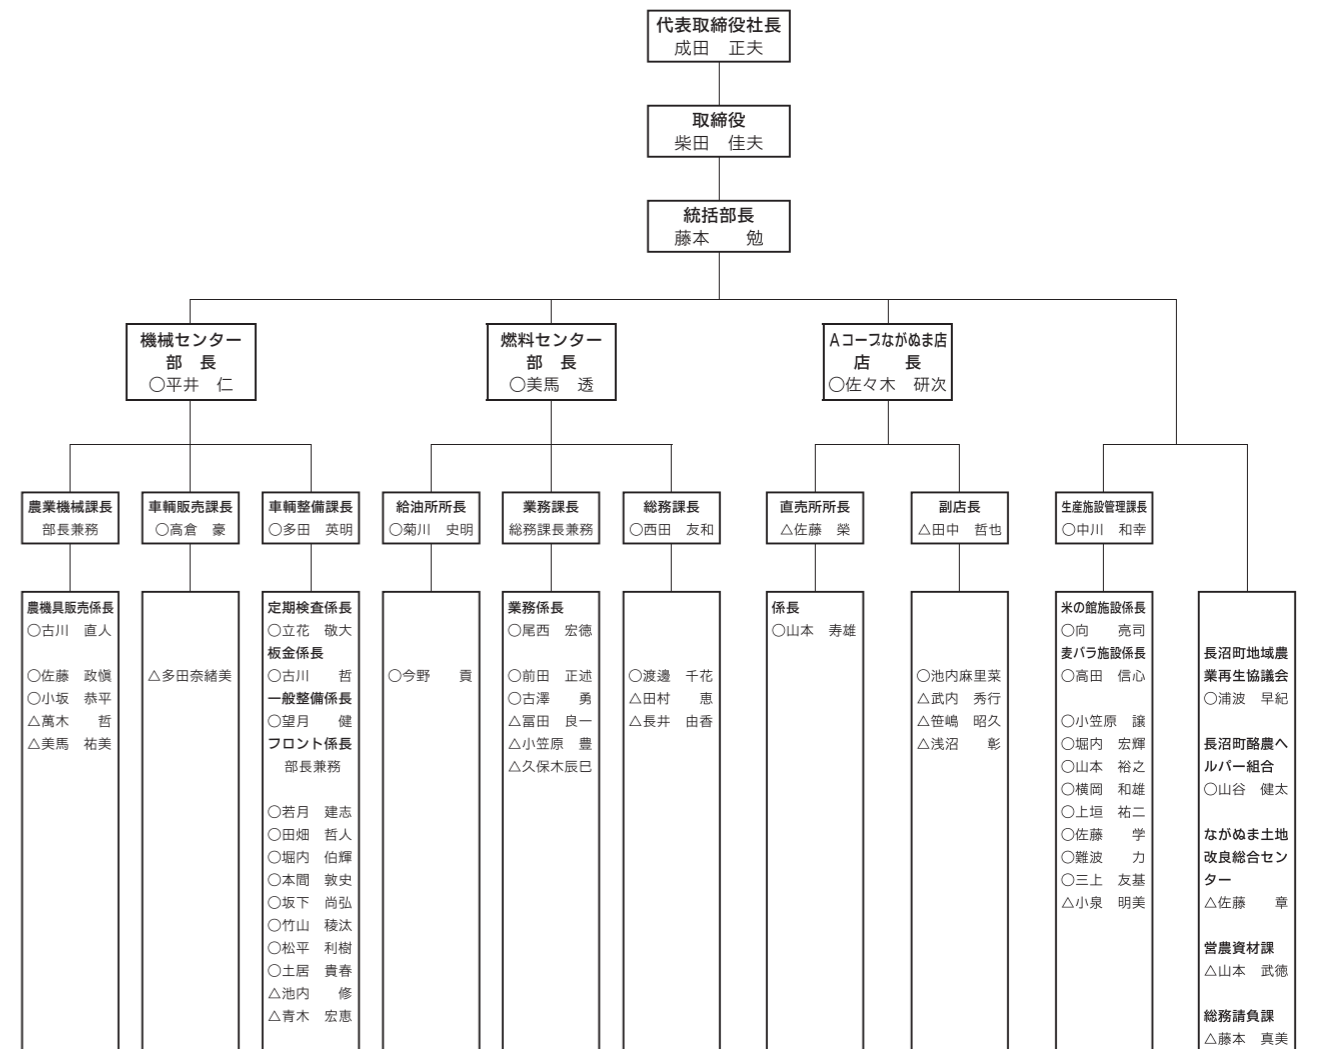 代表取締役社長
成田　正夫
取締役
柴田　佳夫
統括部長
藤本　　勉
機械センター
部　長
○平井　仁
燃料センター
部　長
○美馬　透
Aコープながぬま店
店　　長
○佐々木　研次
農業機械課長
部長兼務
車輌販売課長
○高倉　豪
車輌整備課長
○多田　英明
給油所所長
○菊川　史明
業務課長
総務課長兼務
総務課長
○西田　友和
直売所所長
△佐藤　榮
副店長
△田中　哲也
生産施設管理課長
○中川　和幸
農機具販売係長
○古川　直人
○佐藤　政愼
○小坂　恭平
△萬木　　哲
△美馬　祐美
△多田奈緒美
定期検査係長
○立花　敬大
板金係長
○古川　　哲
一般整備係長
○望月　　健
フロント係長
部長兼務
○若月　建志
○田畑　哲人
○堀内　伯輝
○本間　敦史
○坂下　尚弘
○竹山　稜汰
○松平　利樹
○土居　貴春
△池内　　修
△青木　宏恵
○今野　　貢
業務係長
○尾西　宏徳
○前田　正述
○古澤　　勇
△冨田　良一
△小笠原　豊
△久保木辰巳
○渡邊　千花
△田村　　恵
△長井　由香
係長
○山本　寿雄
○池内麻里菜
△武内　秀行
△笹嶋　昭久
△浅沼　　彰
米の館施設係長
○向　　亮司
麦バラ施設係長
○高田　信心
○小笠原　譲
○堀内　宏輝
○山本　裕之
○横岡　和雄
○上垣　祐二
○佐藤　　学
○難波　　力
○三上　友基
△小泉　明美
長沼町地域農
業再生協議会
○浦波　早紀
長沼町酪農ヘ
ルパー組合
○山谷　健太
ながぬま土地
改良総合セン
ター
△佐藤　　章
営農資材課
△山本　武徳
総務請負課
△藤本　真美